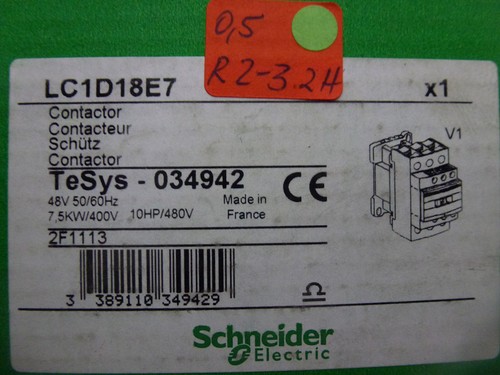 0,5
R2-3.2H
LC1D18E7
x1
Contactor
Contacteur
Schütz
Contactor
V1
TeSys - 034942
48V 50/60Hz
7,5KW/400V 10HP/480V
Made in
France
CE
2F1113
3 389110 349429
Schneider
Electric